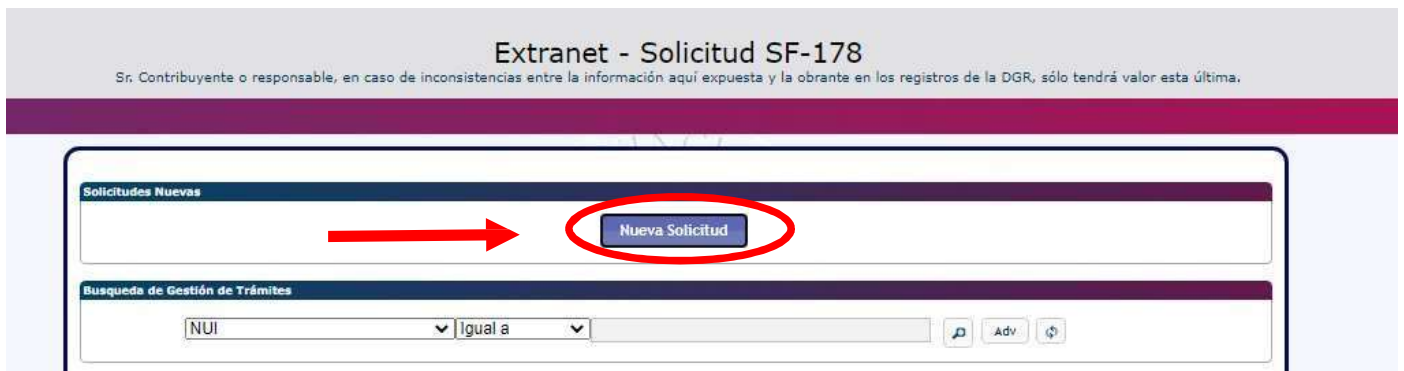 Extranet - Solicitud SF-178
Sr. Contribuyente o responsable, en caso de inconsistencias entre la información aquí expuesta y la obrante en los registros de la DGR, sólo tendrá valor esta última.
Solicitudes Nuevas
Nueva Solicitud
Busqueda de Gestión de Trámites
NUI Igual a Adv